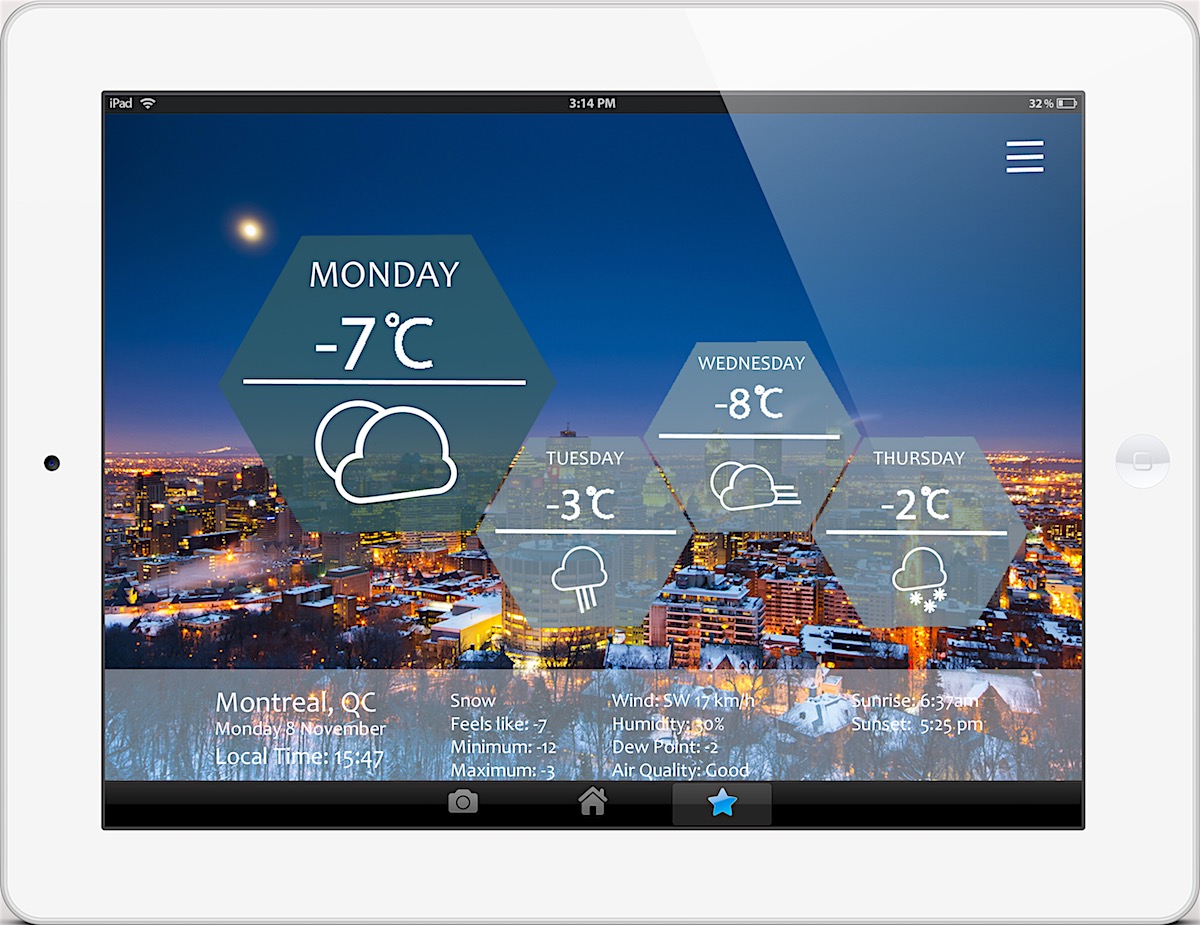 iPad 3:14 PM 32%
MONDAY
-7°C
WEDNESDAY
-8°C
TUESDAY
-3°C
THURSDAY
-2°C
Montreal, QC
Monday 8 November
Local Time: 15:47
Snow
Feels like: -7
Minimum: -12
Maximum: -3
Wind: SW 17 km/h
Humidity: 30%
Dew Point: -2
Air Quality: Good
Sunrise: 6:37am
Sunset: 5:25 pm